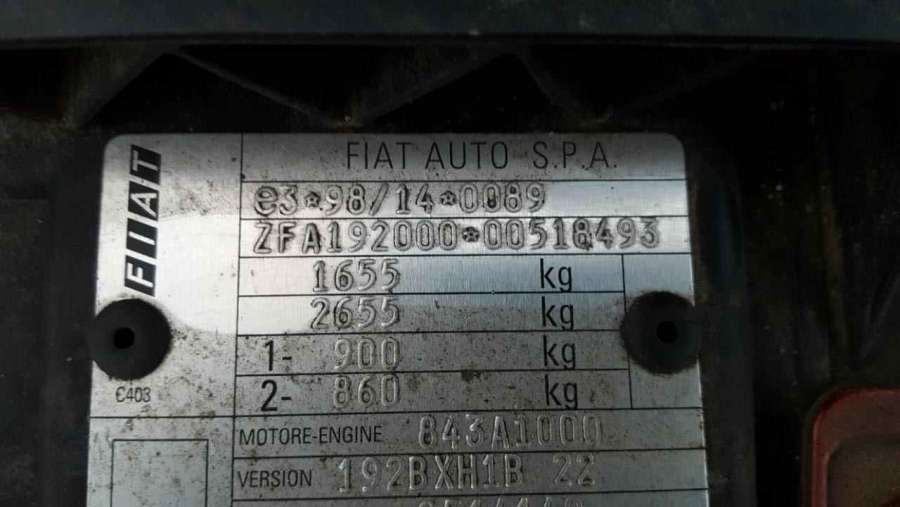 FIAT
FIAT AUTO S.P.A.
e3*98/14*0089
ZFA192000*00518493
1655 kg
2655 kg
1- 900 kg
2- 860 kg
C403
MOTORE-ENGINE 843A1000
VERSION 192BXH1B 22